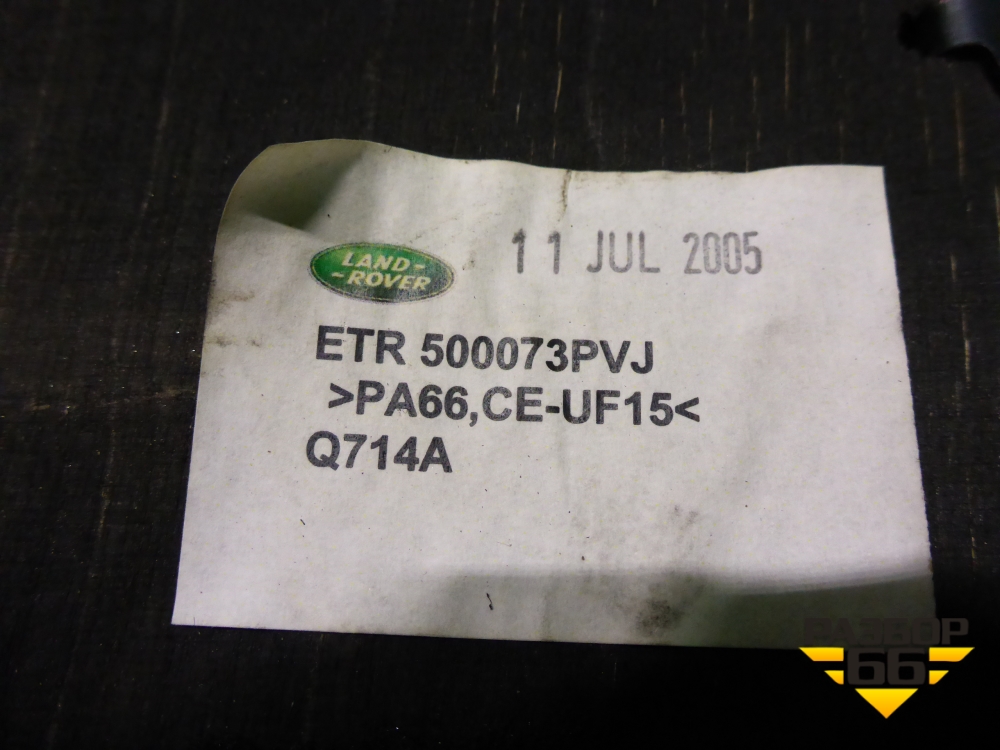 LAND-
-ROVER
11 JUL 2005
ETR 500073PVJ
>PA66,CE-UF15<
Q714A
РАЗБОР
66